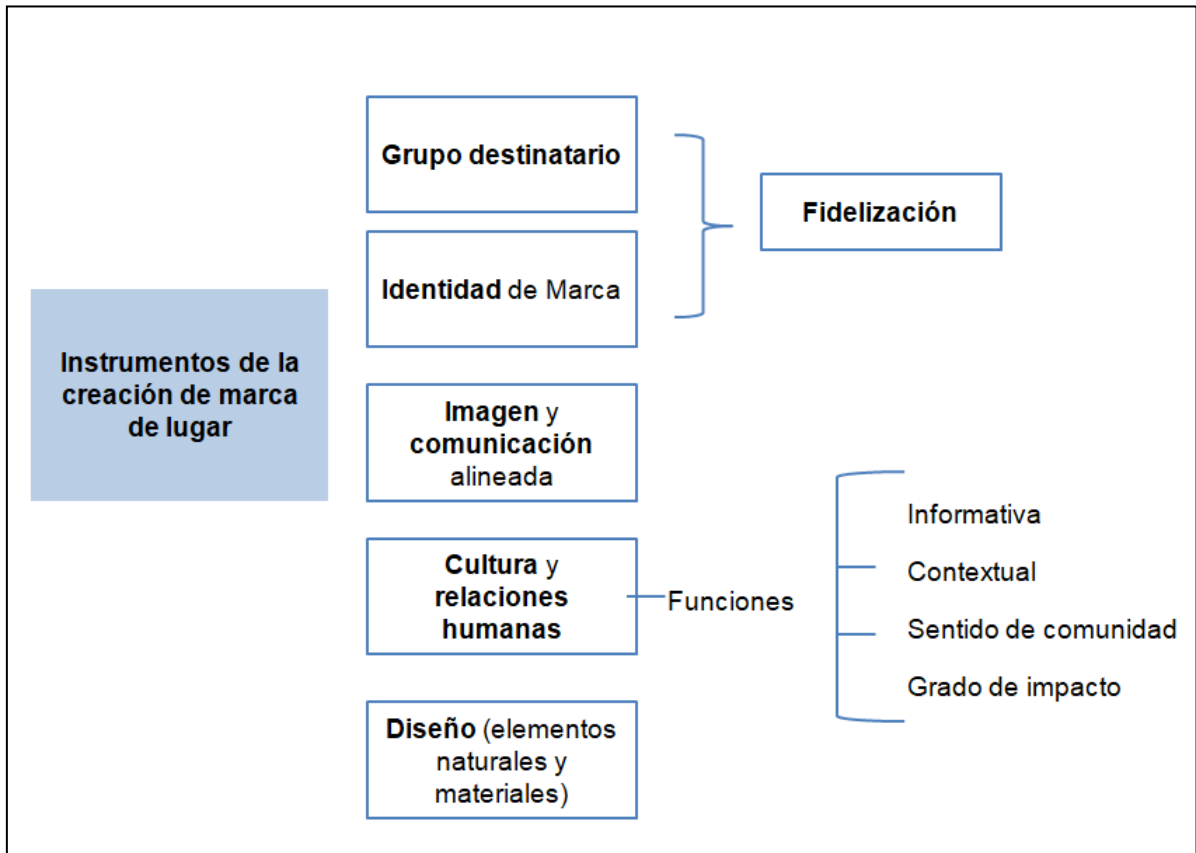 Instrumentos de la
creación de marca
de lugar
Grupo destinatario
Identidad de Marca
Fidelización
Imagen y
comunicación
alineada
Cultura y
relaciones
humanas
Funciones
Informativa
Contextual
Sentido de comunidad
Grado de impacto
Diseño (elementos
naturales y
materiales)